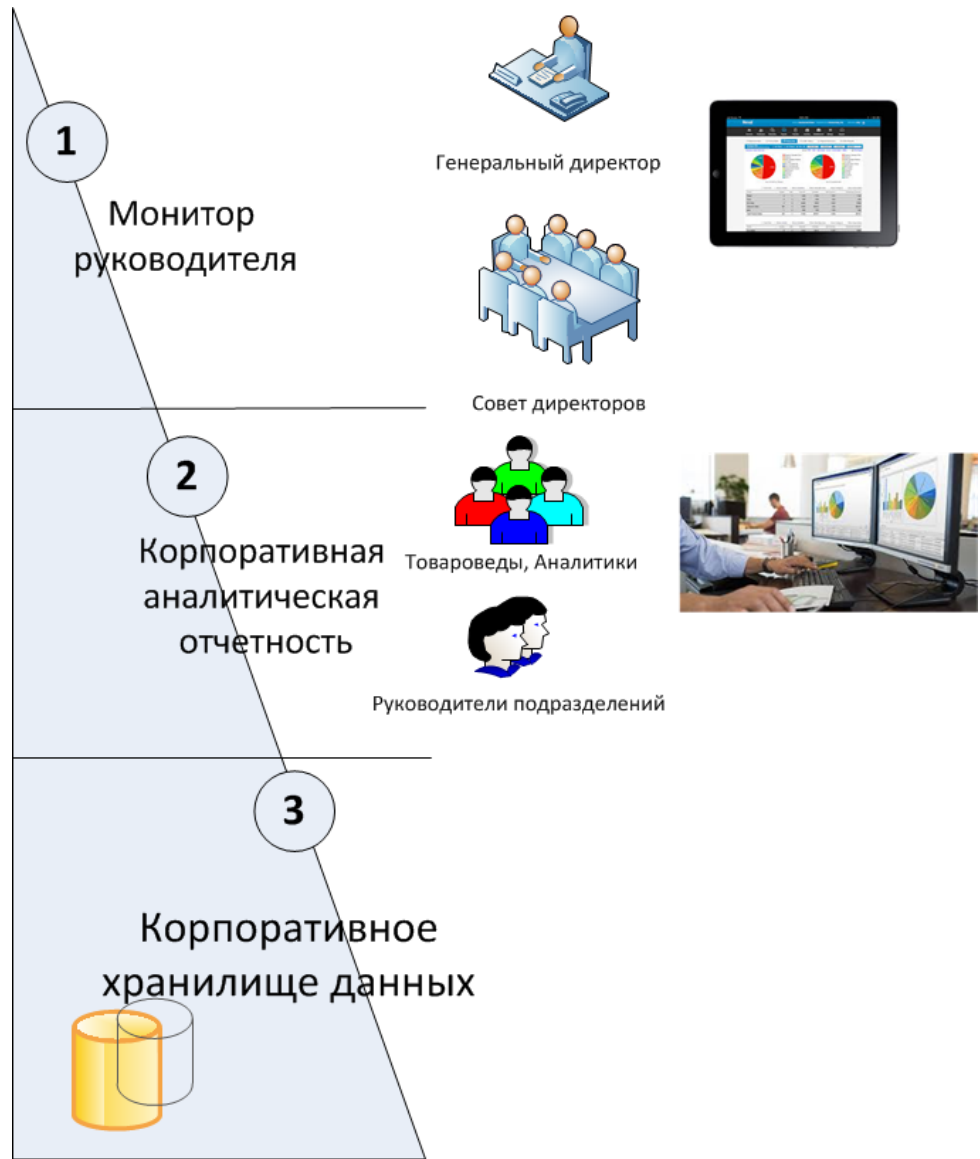 1
Генеральный директор
Монитор
руководителя
Совет директоров
2
Корпоративная
аналитическая
отчетность
Товароведы, Аналитики
Руководители подразделений
3
Корпоративное
хранилище данных